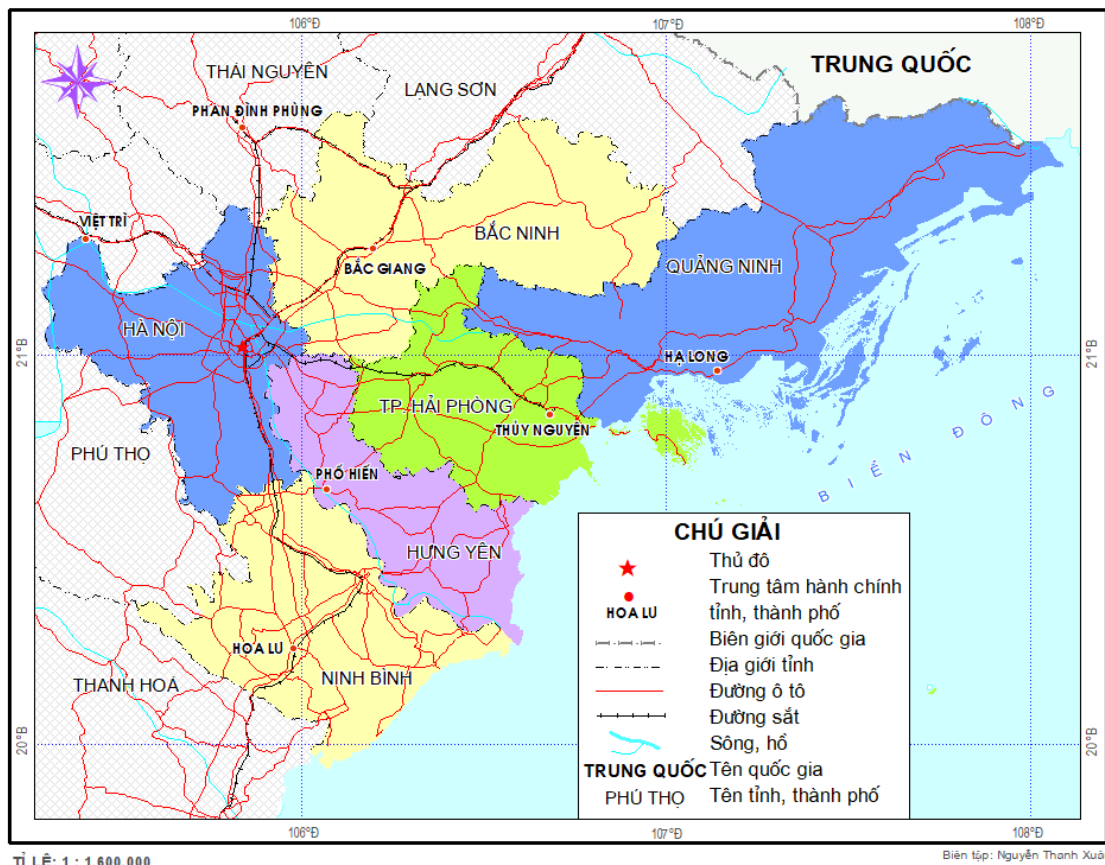 106°Đ
107°Đ
108°Đ
TRUNG QUỐC
THÁI NGUYÊN
LẠNG SƠN
PHAN ĐÌNH PHÙNG
VIỆT TRÌ
BẮC NINH
BẮC GIANG
QUẢNG NINH
HÀ NỘI
21°B
21°B
HẠ LONG
TP. HẢI PHÒNG
THỦY NGUYÊN
PHÚ THỌ
PHỐ HIẾN
BIỂN ĐÔNG
HƯNG YÊN
HOA LƯ
NINH BÌNH
THANH HOÁ
20°B
20°B
CHÚ GIẢI
Thủ đô
Trung tâm hành chính
HOA LƯ tỉnh, thành phố
Biên giới quốc gia
Địa giới tỉnh
Đường ô tô
Đường sắt
Sông, hồ
TRUNG QUỐC Tên quốc gia
PHÚ THỌ Tên tỉnh, thành phố
106°Đ
107°Đ
108°Đ
TỈ LỆ: 1 : 1 600 000
Biên tập: Nguyễn Thanh